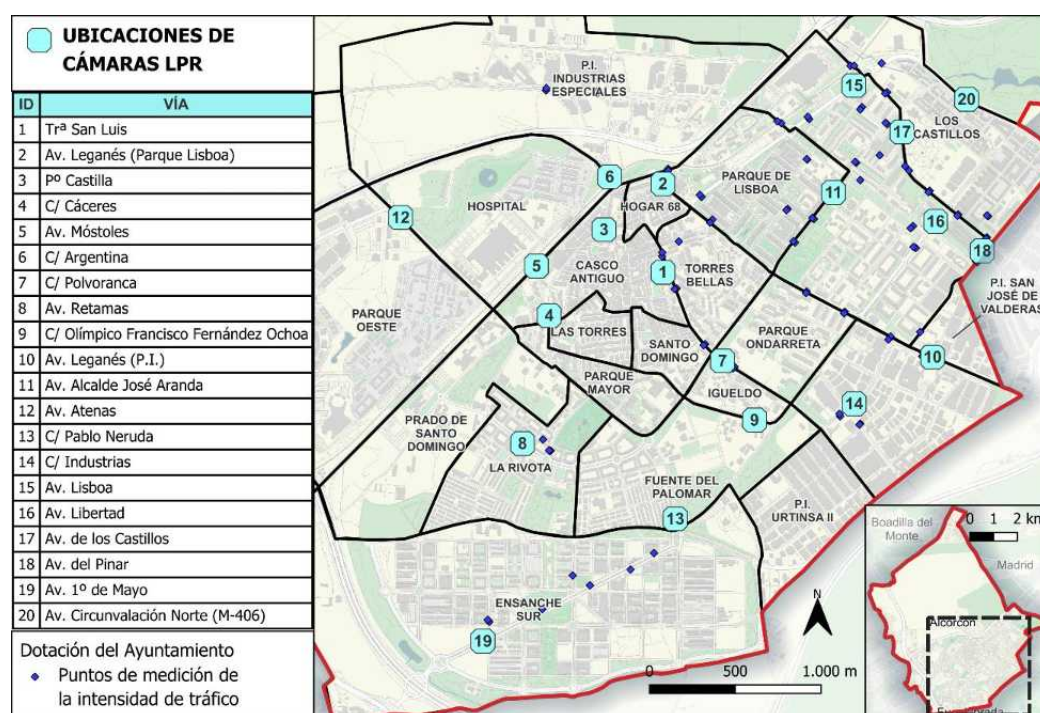 UBICACIONES DE
CÁMARAS LPR
ID VÍA
1 Trª San Luis
2 Av. Leganés (Parque Lisboa)
3 Pº Castilla
4 C/ Cáceres
5 Av. Móstoles
6 C/ Argentina
7 C/ Polvoranca
8 Av. Retamas
9 C/ Olímpico Francisco Fernández Ochoa
10 Av. Leganés (P.I.)
11 Av. Alcalde José Aranda
12 Av. Atenas
13 C/ Pablo Neruda
14 C/ Industrias
15 Av. Lisboa
16 Av. Libertad
17 Av. de los Castillos
18 Av. del Pinar
19 Av. 1º de Mayo
20 Av. Circunvalación Norte (M-406)
Dotación del Ayuntamiento
Puntos de medición de
la intensidad de tráfico
P.I.
INDUSTRIAS
ESPECIALES
15
20
LOS
CASTILLOS
17
6
2
PARQUE DE
LISBOA
11
HOSPITAL
HOGAR 68
12
3
16
18
5
CASCO
ANTIGUO
1
TORRES
BELLAS
P.I. SAN
JOSÉ DE
VALDERAS
PARQUE
OESTE
4
LAS TORRES
SANTO
DOMINGO
PARQUE
ONDARRETA
7
10
PARQUE
MAYOR
IGUELDO
14
9
PRADO DE
SANTO
DOMINGO
8
LA RIVOTA
FUENTE DEL
PALOMAR
13
P.I.
URTINSA II
ENSANCHE
SUR
19
N
0 500 1.000 m
0 1 2 km
Boadilla del
Monte
Madrid
Alcorcón